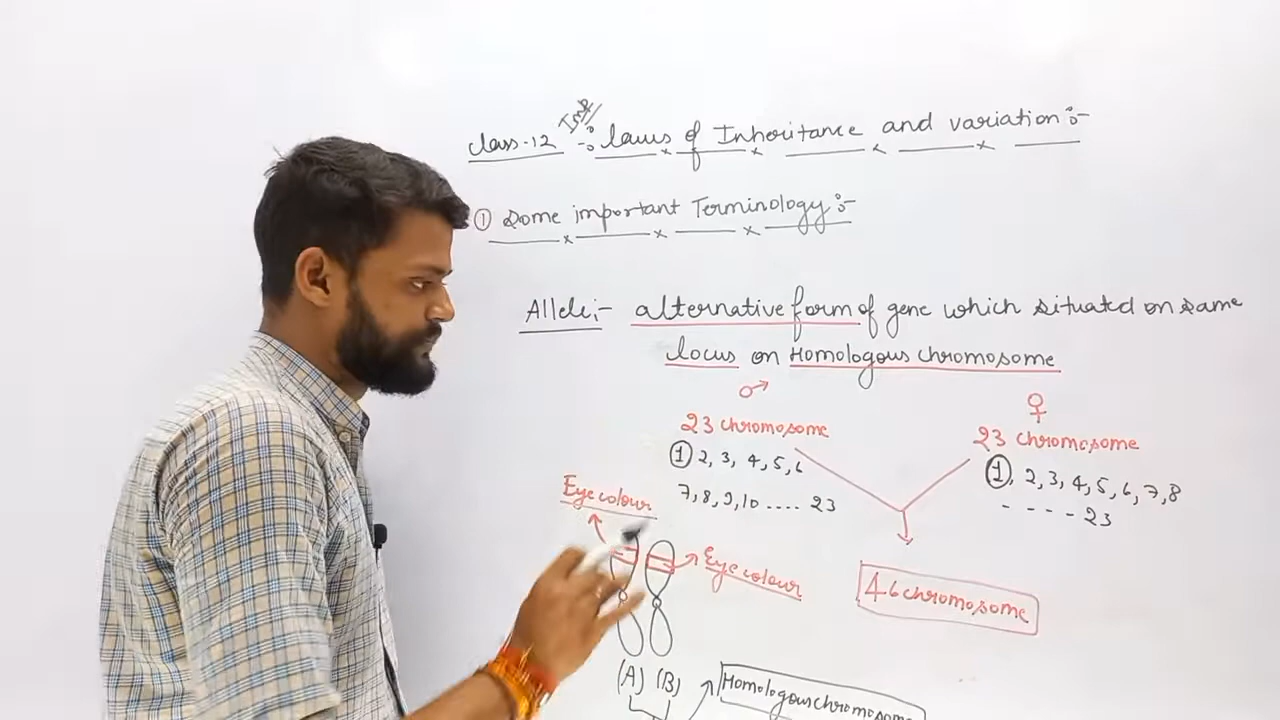 Class-12 :- Imp laws of Inheritance and variation :-
① Some important Terminology :-
Allele :- alternative form of gene which situated on same
locus on Homologous chromosome
♂ ♀
23 chromosome 23 chromosome
① 2, 3, 4, 5, 6 ①, 2, 3, 4, 5, 6, 7, 8
7, 8, 9, 10 .... 23 - - - - 23
Eye colour
Eye colour
46 chromosome
(A) (B)
Homologous chromosome